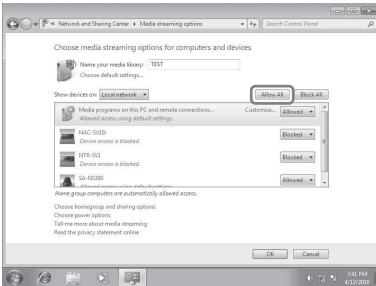 « Network and Sharing Center ▸ Media streaming options
Search Control Panel
Choose media streaming options for computers and devices
Name your media library: TEST
Choose default settings...
Show devices on: Local network
Allow All
Block All
Media programs on this PC and remote connections...
Customize...
Allowed
Allowed access using default settings.
NAC-SV10i
Blocked
Device access is blocked.
NTR-SV1
Blocked
Device access is blocked.
SA-NS300
Allowed
Allowed access using default settings.
Home group computers are automatically allowed access.
Choose homegroup and sharing options
Choose power options
Tell me more about media streaming
Read the privacy statement online
OK
Cancel
7:41 PM
4/12/2010